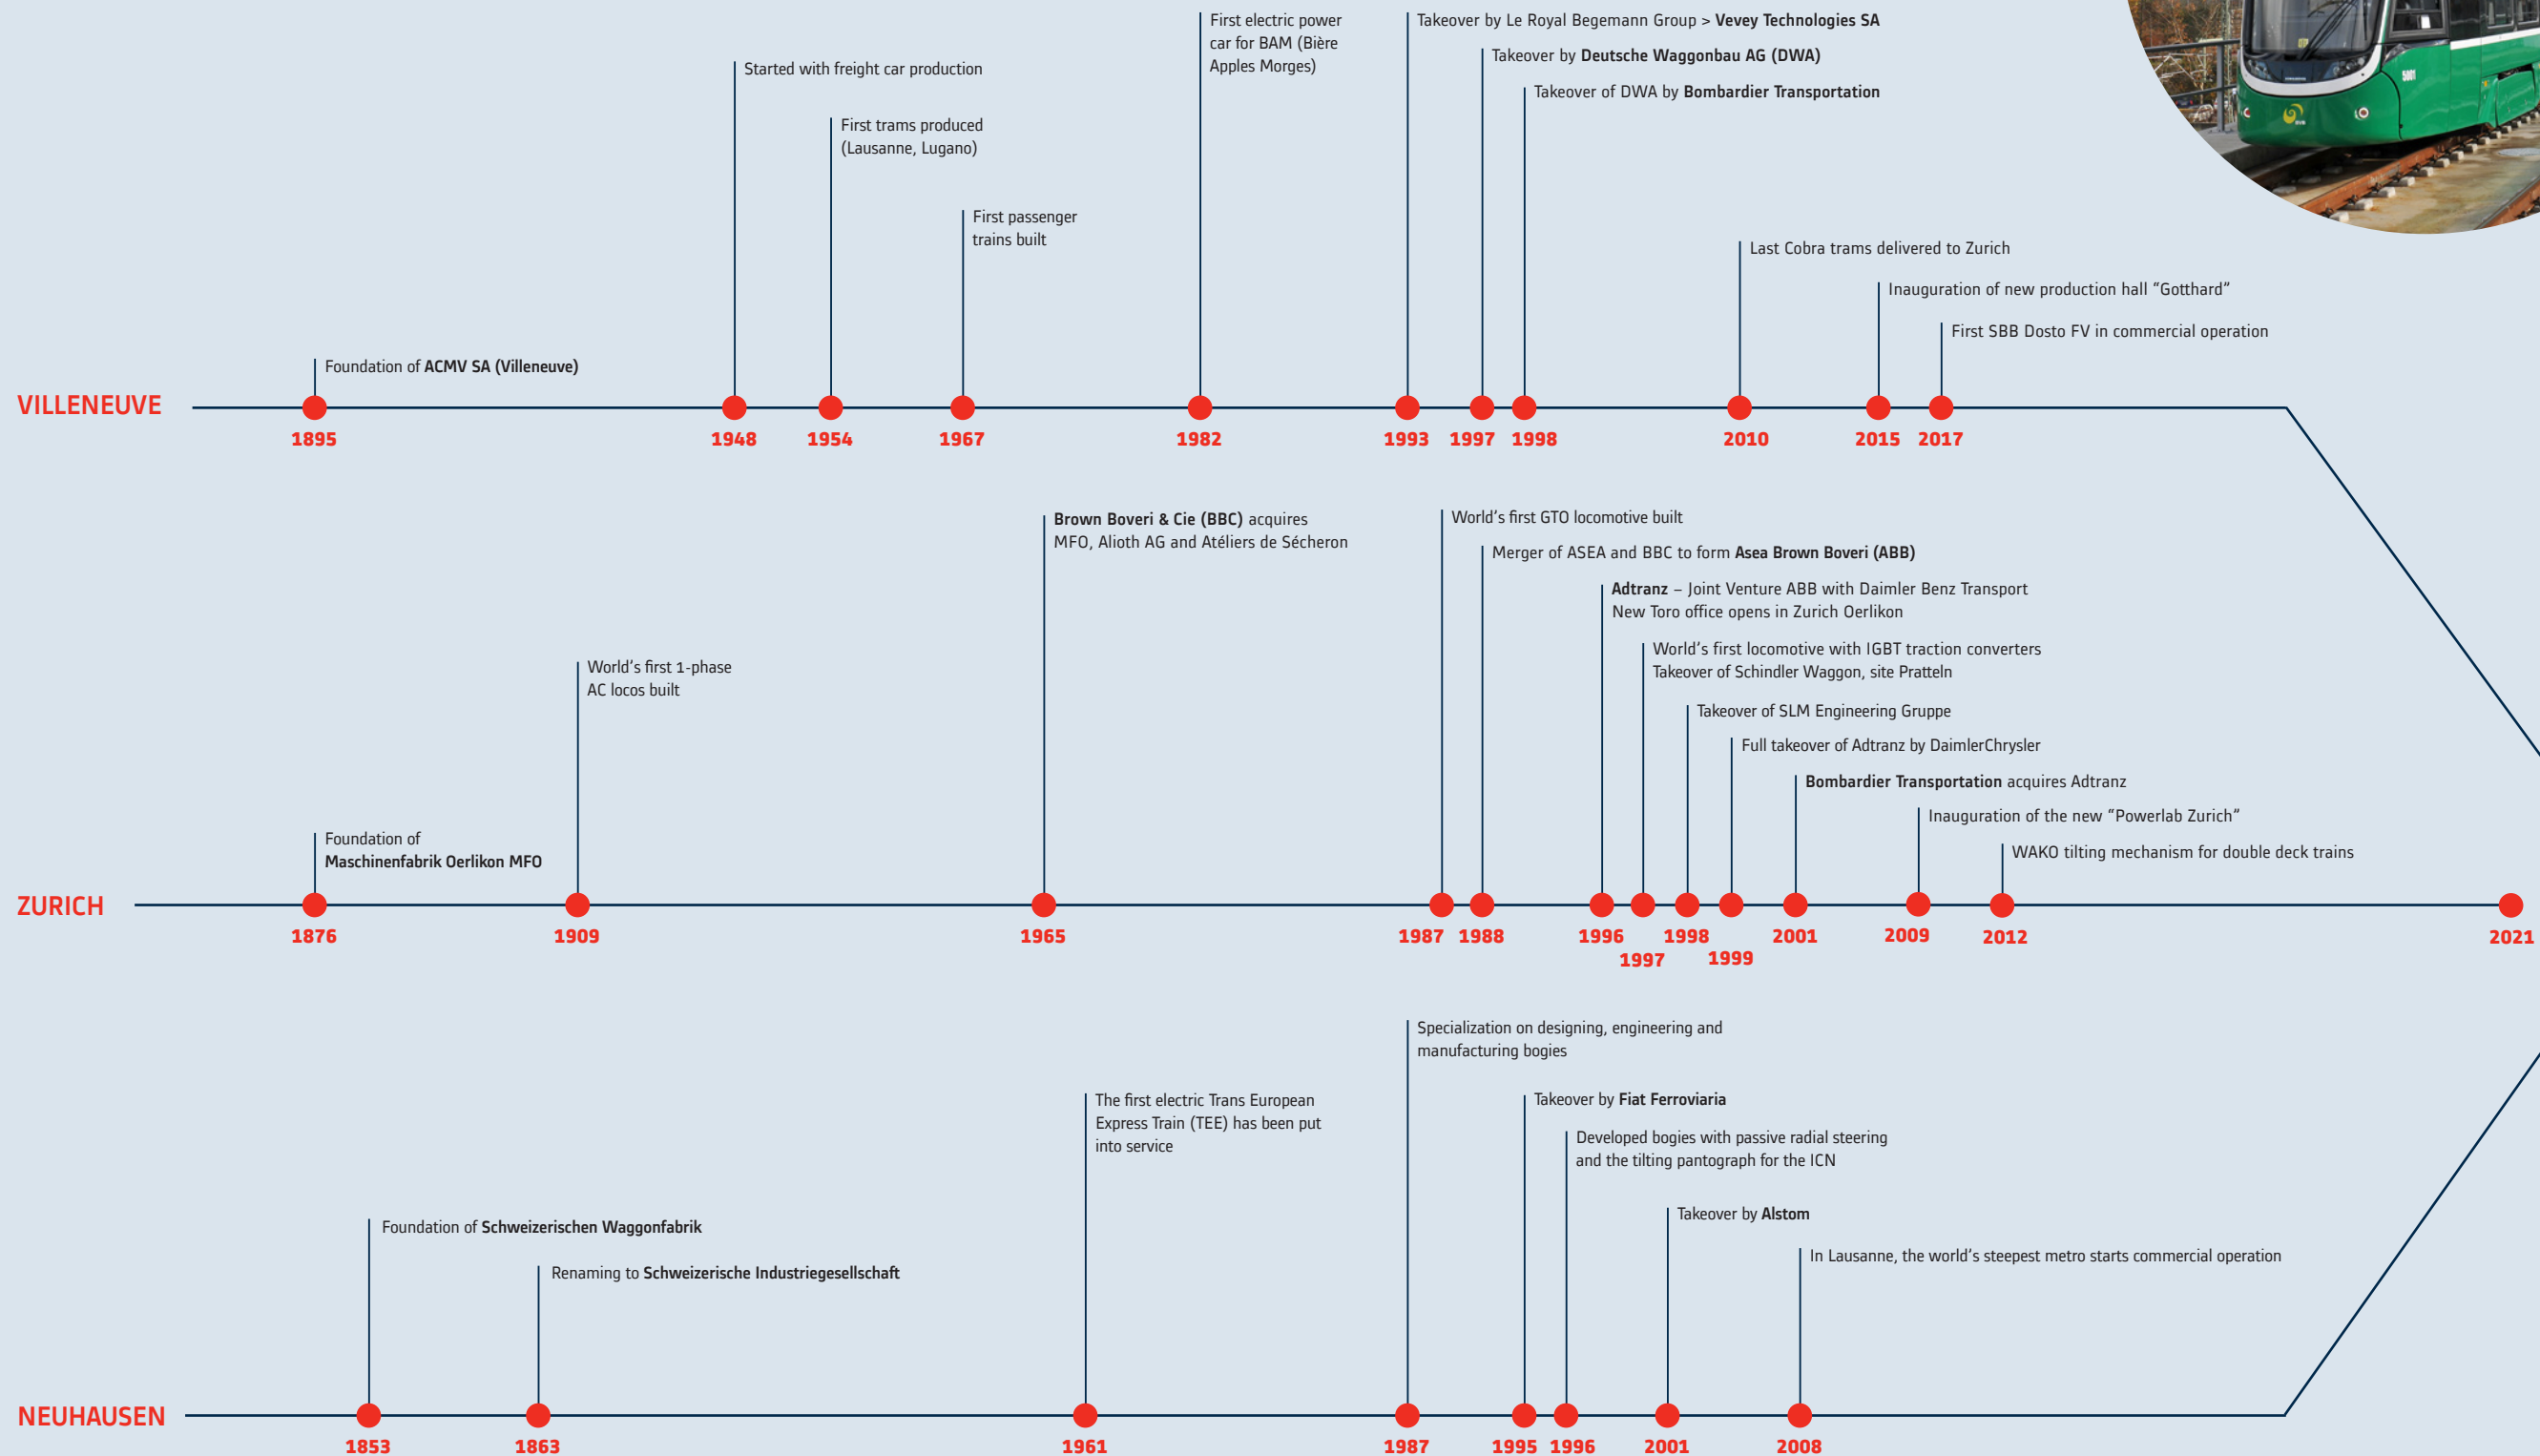 First electric power
car for BAM (Bière
Apples Morges)
Takeover by Le Royal Begemann Group > Vevey Technologies SA
Takeover by Deutsche Waggonbau AG (DWA)
Takeover of DWA by Bombardier Transportation
Started with freight car production
First trams produced
(Lausanne, Lugano)
First passenger
trains built
Last Cobra trams delivered to Zurich
Inauguration of new production hall “Gotthard”
First SBB Dosto FV in commercial operation
Foundation of ACMV SA (Villeneuve)
5001
VILLENEUVE
1895
1948
1954
1967
1982
1993
1997
1998
2010
2015
2017
Brown Boveri & Cie (BBC) acquires
MFO, Alioth AG and Atéliers de Sécheron
World’s first GTO locomotive built
Merger of ASEA and BBC to form Asea Brown Boveri (ABB)
Adtranz – Joint Venture ABB with Daimler Benz Transport
New Toro office opens in Zurich Oerlikon
World’s first locomotive with IGBT traction converters
Takeover of Schindler Waggon, site Pratteln
World’s first 1-phase
AC locos built
Takeover of SLM Engineering Gruppe
Full takeover of Adtranz by DaimlerChrysler
Bombardier Transportation acquires Adtranz
Inauguration of the new “Powerlab Zurich”
WAKO tilting mechanism for double deck trains
Foundation of
Maschinenfabrik Oerlikon MFO
ZURICH
1876
1909
1965
1987
1988
1996
1997
1998
1999
2001
2009
2012
2021
Specialization on designing, engineering and
manufacturing bogies
The first electric Trans European
Express Train (TEE) has been put
into service
Takeover by Fiat Ferroviaria
Developed bogies with passive radial steering
and the tilting pantograph for the ICN
Takeover by Alstom
In Lausanne, the world’s steepest metro starts commercial operation
Foundation of Schweizerischen Waggonfabrik
Renaming to Schweizerische Industriegesellschaft
NEUHAUSEN
1853
1863
1961
1987
1995
1996
2001
2008